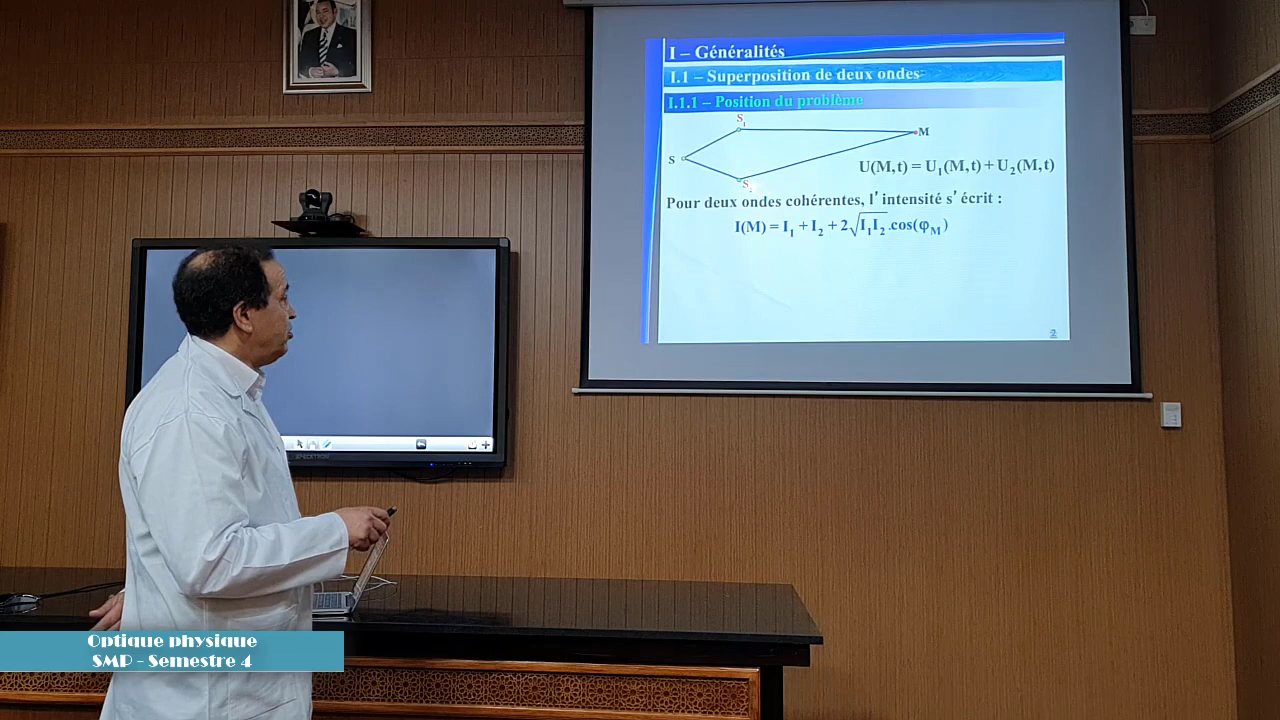 I – Généralités
I.1 – Superposition de deux ondes
I.1.1 – Position du problème
S₁
M
S
S₂
U(M,t) = U₁(M,t) + U₂(M,t)
Pour deux ondes cohérentes, l'intensité s'écrit :
I(M) = I₁ + I₂ + 2√I₁I₂ .cos(φ_M)
2
Optique physique
SMP - Semestre 4